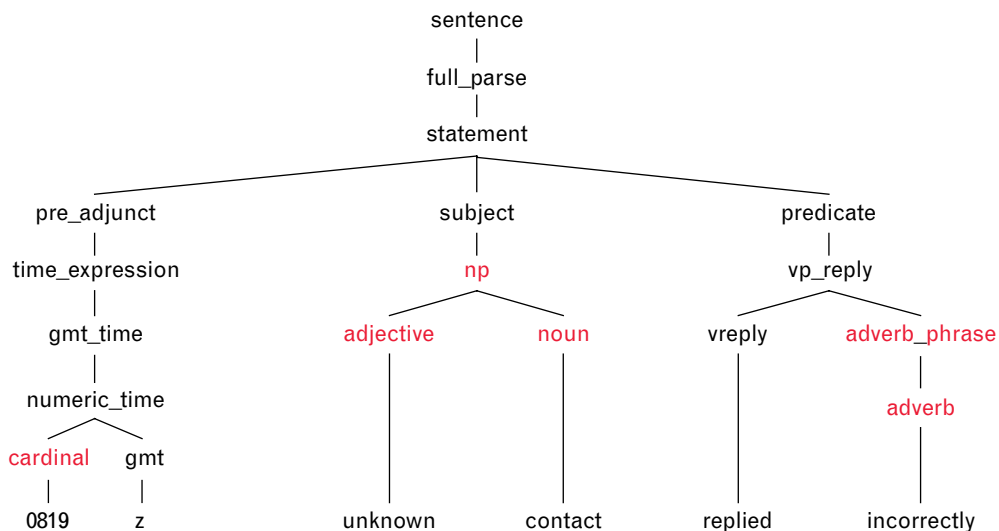 sentence
full_parse
statement
pre_adjunct subject predicate
time_expression np vp_reply
gmt_time adjective noun vreply adverb_phrase
numeric_time adverb
cardinal gmt
0819 z unknown contact replied incorrectly